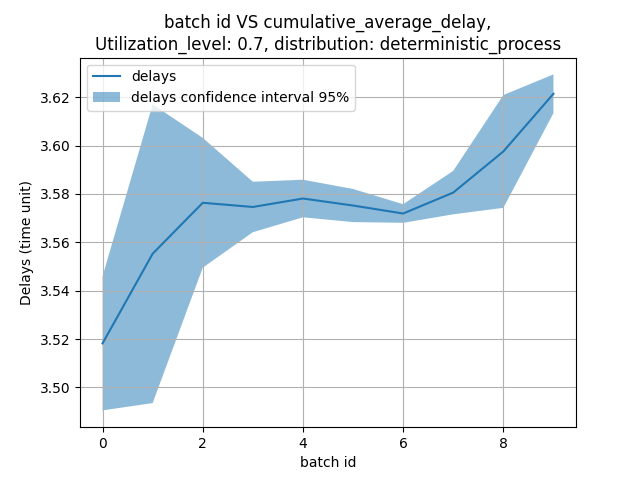 batch id VS cumulative_average_delay,
Utilization_level: 0.7, distribution: deterministic_process
delays
delays confidence interval 95%
3.62
3.60
3.58
3.56
3.54
3.52
3.50
Delays (time unit)
0 2 4 6 8
batch id